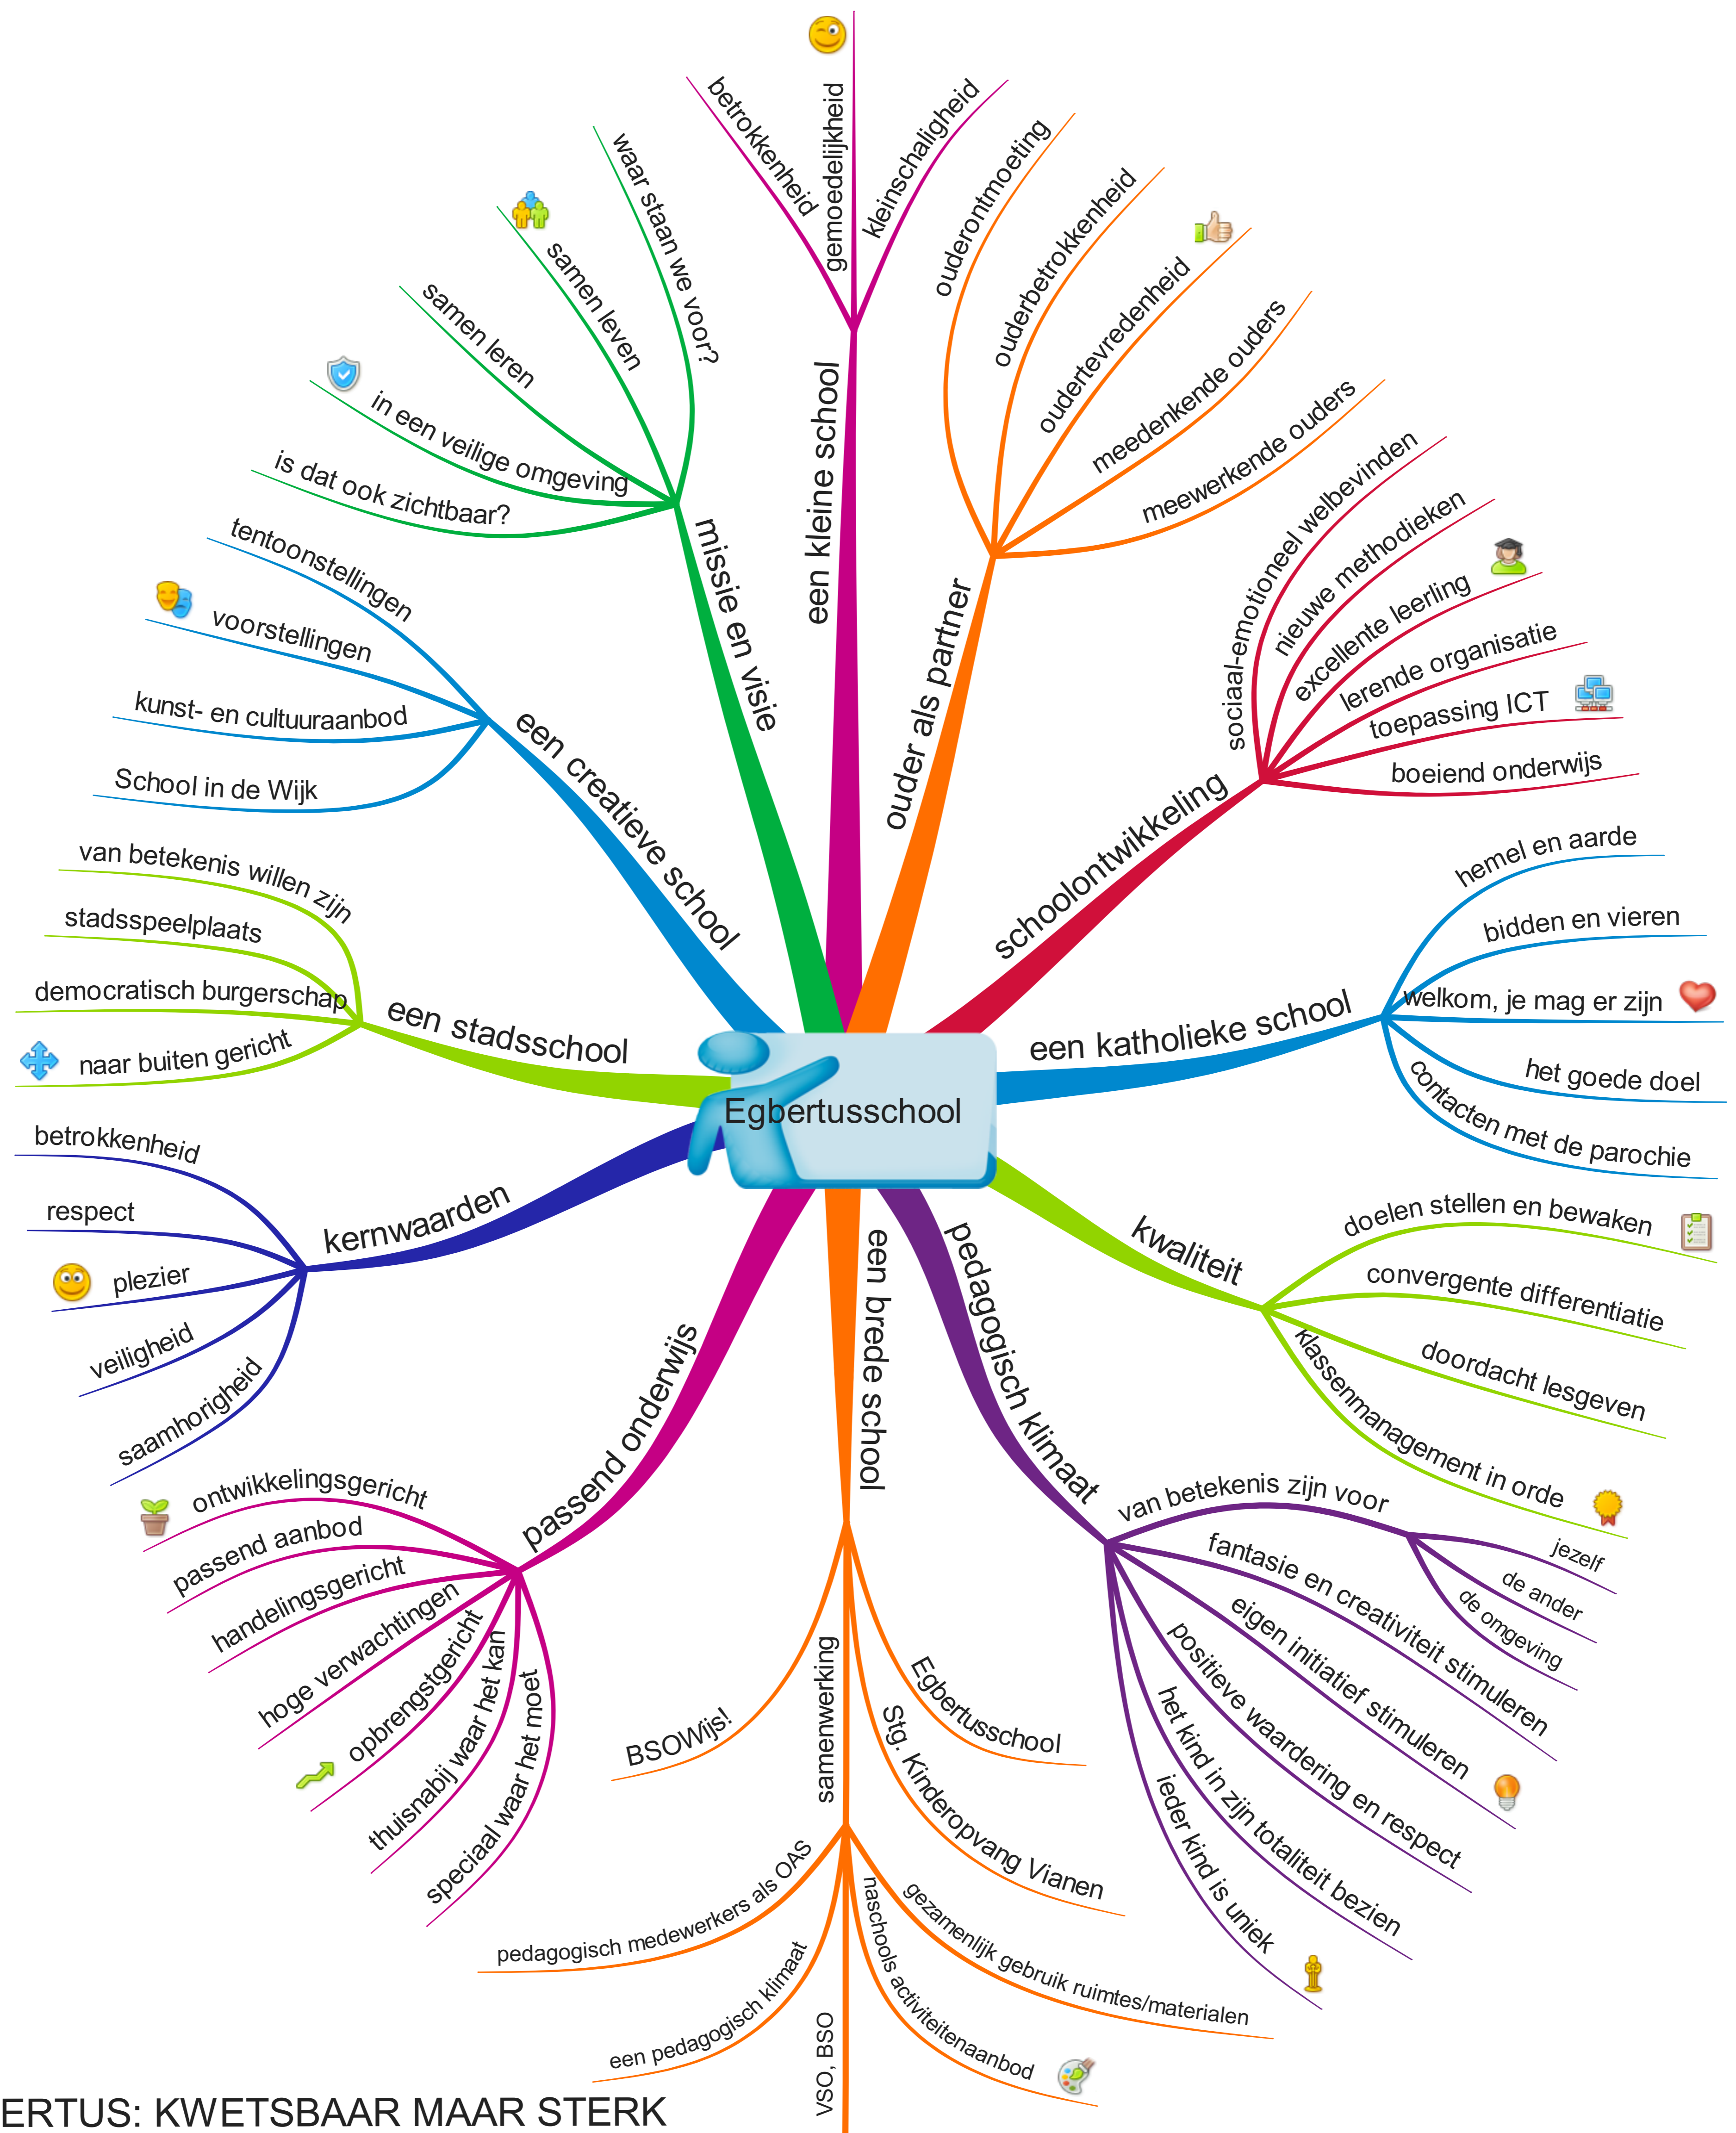 Egbertusschool
een kleine school
betrokkenheid
gemoedelijkheid
kleinschaligheid
ouder als partner
ouderontmoeting
ouderbetrokkenheid
oudertevredenheid
meedenkende ouders
meewerkende ouders
schoolontwikkeling
sociaal-emotioneel welbevinden
nieuwe methodieken
excellente leerling
lerende organisatie
toepassing ICT
boeiend onderwijs
een katholieke school
hemel en aarde
bidden en vieren
welkom, je mag er zijn
het goede doel
contacten met de parochie
kwaliteit
doelen stellen en bewaken
convergente differentiatie
doordacht lesgeven
klassenmanagement in orde
pedagogisch klimaat
van betekenis zijn voor
jezelf
de ander
de omgeving
fantasie en creativiteit stimuleren
eigen initiatief stimuleren
positieve waardering en respect
het kind in zijn totaliteit bezien
ieder kind is uniek
een brede school
Egbertusschool
Stg. Kinderopvang Vianen
samenwerking
gezamenlijk gebruik ruimtes/materialen
naschools activiteitenaanbod
VSO, BSO
een pedagogisch klimaat
pedagogisch medewerkers als OAS
BSOWijs!
passend onderwijs
speciaal waar het moet
thuisnabij waar het kan
opbrengstgericht
hoge verwachtingen
handelingsgericht
passend aanbod
ontwikkelingsgericht
kernwaarden
saamhorigheid
veiligheid
plezier
respect
betrokkenheid
een stadsschool
naar buiten gericht
democratisch burgerschap
stadsspeelplaats
van betekenis willen zijn
een creatieve school
School in de Wijk
kunst- en cultuuraanbod
voorstellingen
tentoonstellingen
missie en visie
is dat ook zichtbaar?
in een veilige omgeving
samen leren
samen leven
waar staan we voor?
ERTUS: KWETSBAAR MAAR STERK